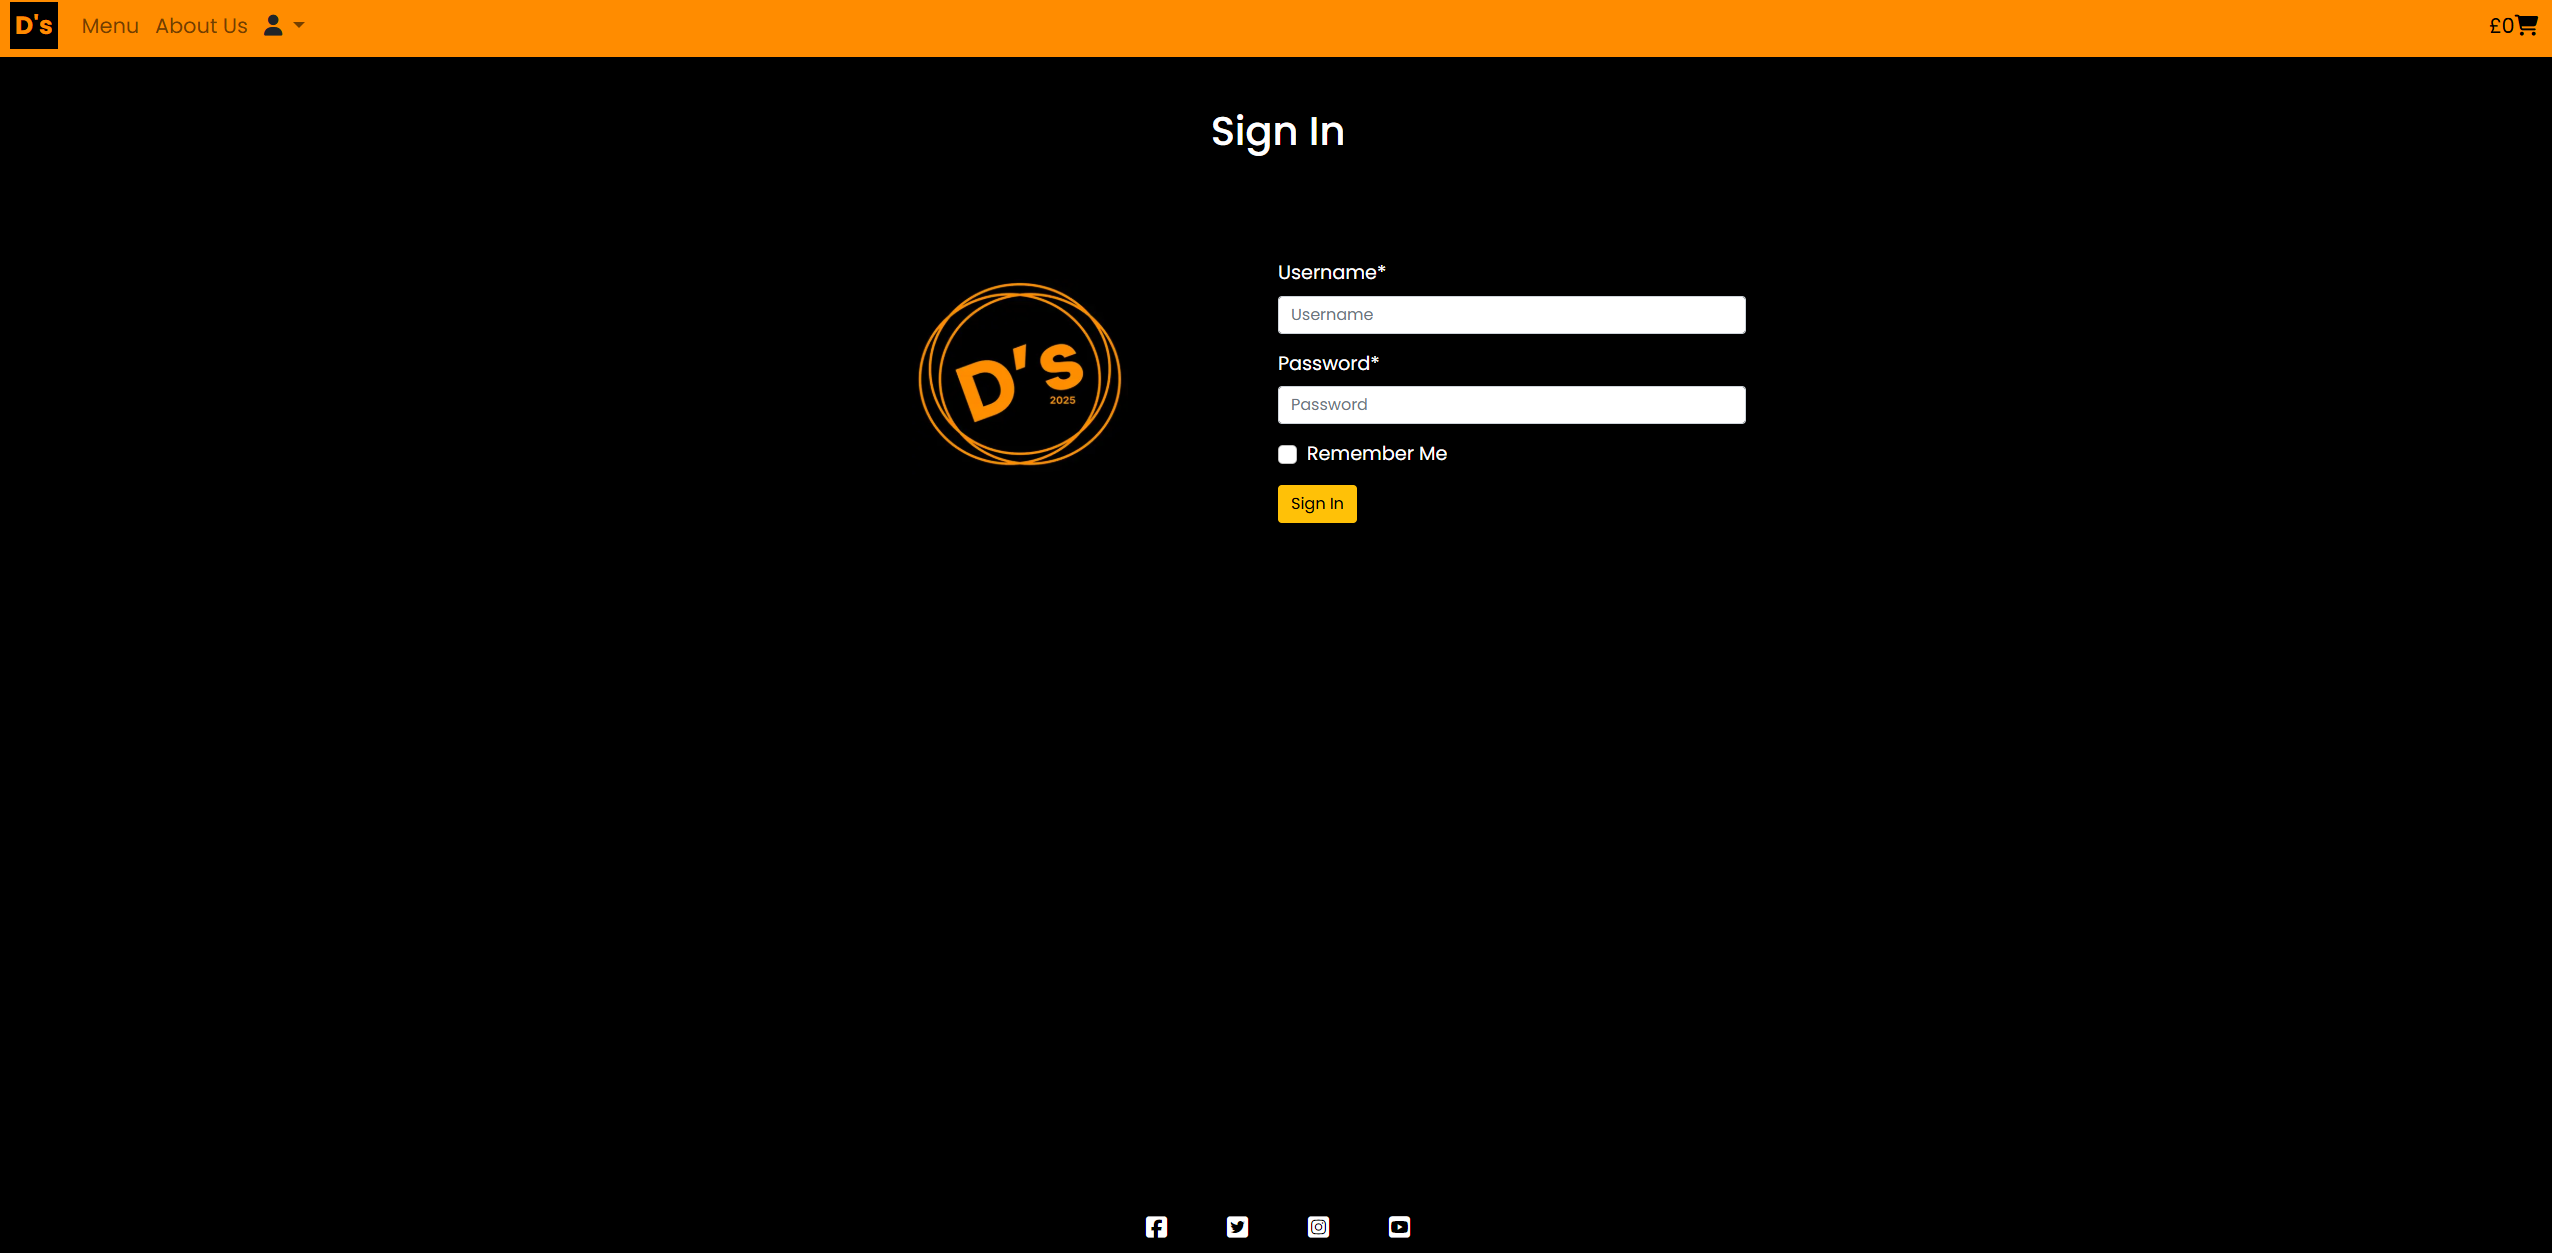 D's Menu About Us £0
Sign In
D's
2025
Username*
Username
Password*
Password
Remember Me
Sign In